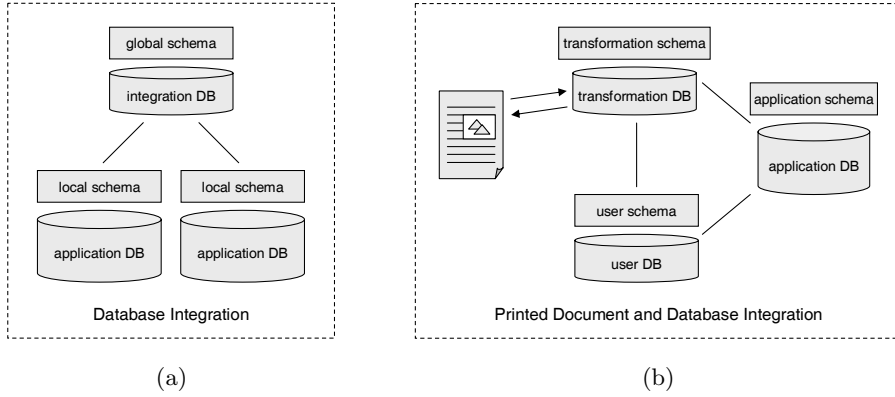 global schema
integration DB
local schema
local schema
application DB
application DB
Database Integration
(a)
transformation schema
transformation DB
application schema
application DB
user schema
user DB
Printed Document and Database Integration
(b)